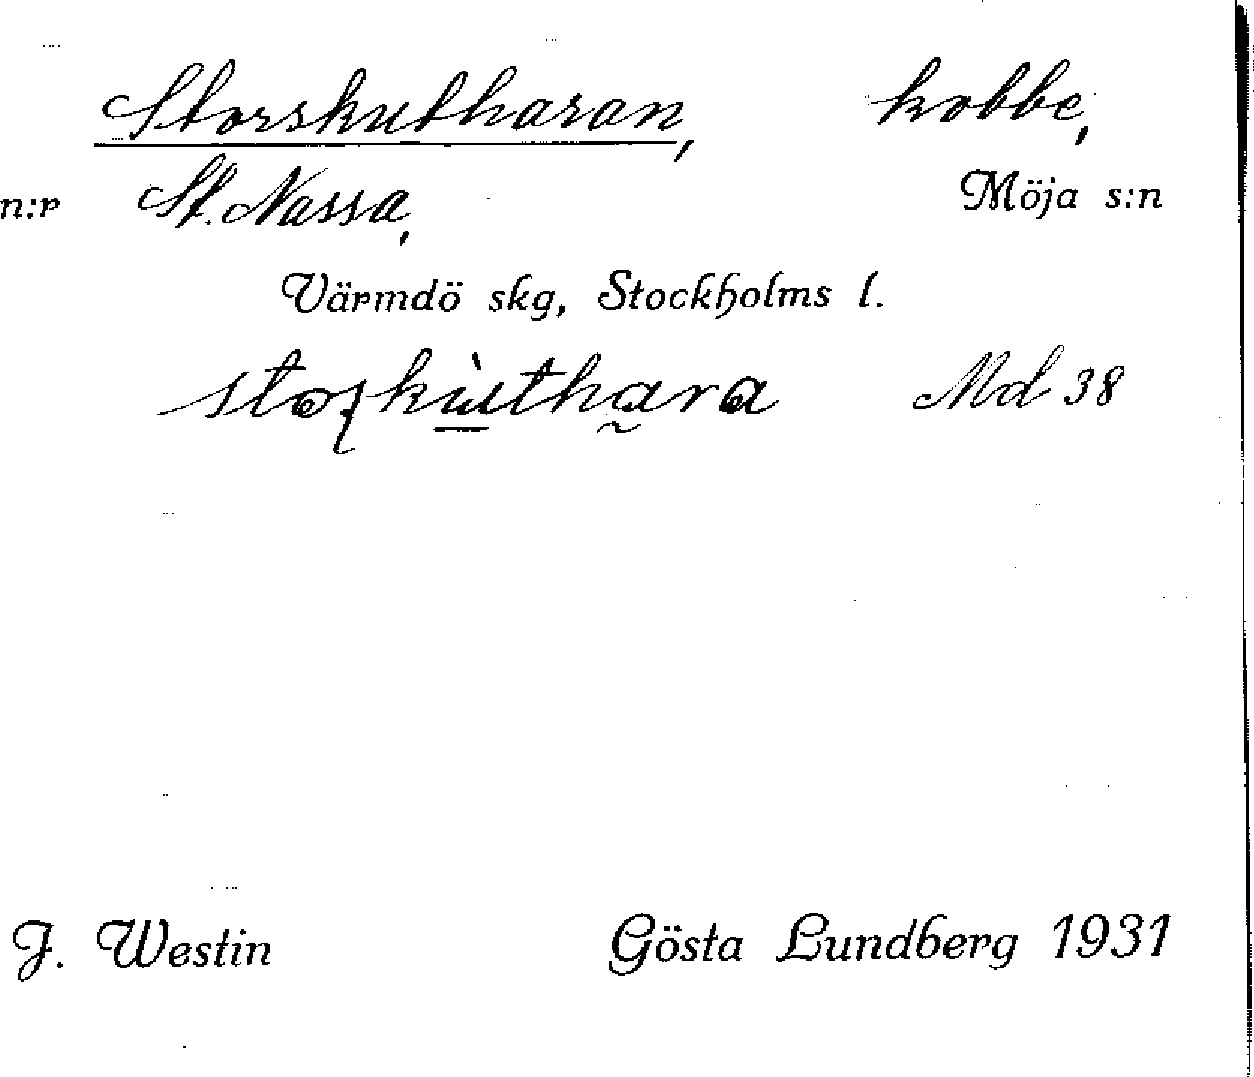 Storskutharan, kobbe,
n:r St. Nassa, Möja s:n
Värmdö skg, Stockholms l.
Md 38
J. Westin Gösta Lundberg 1931